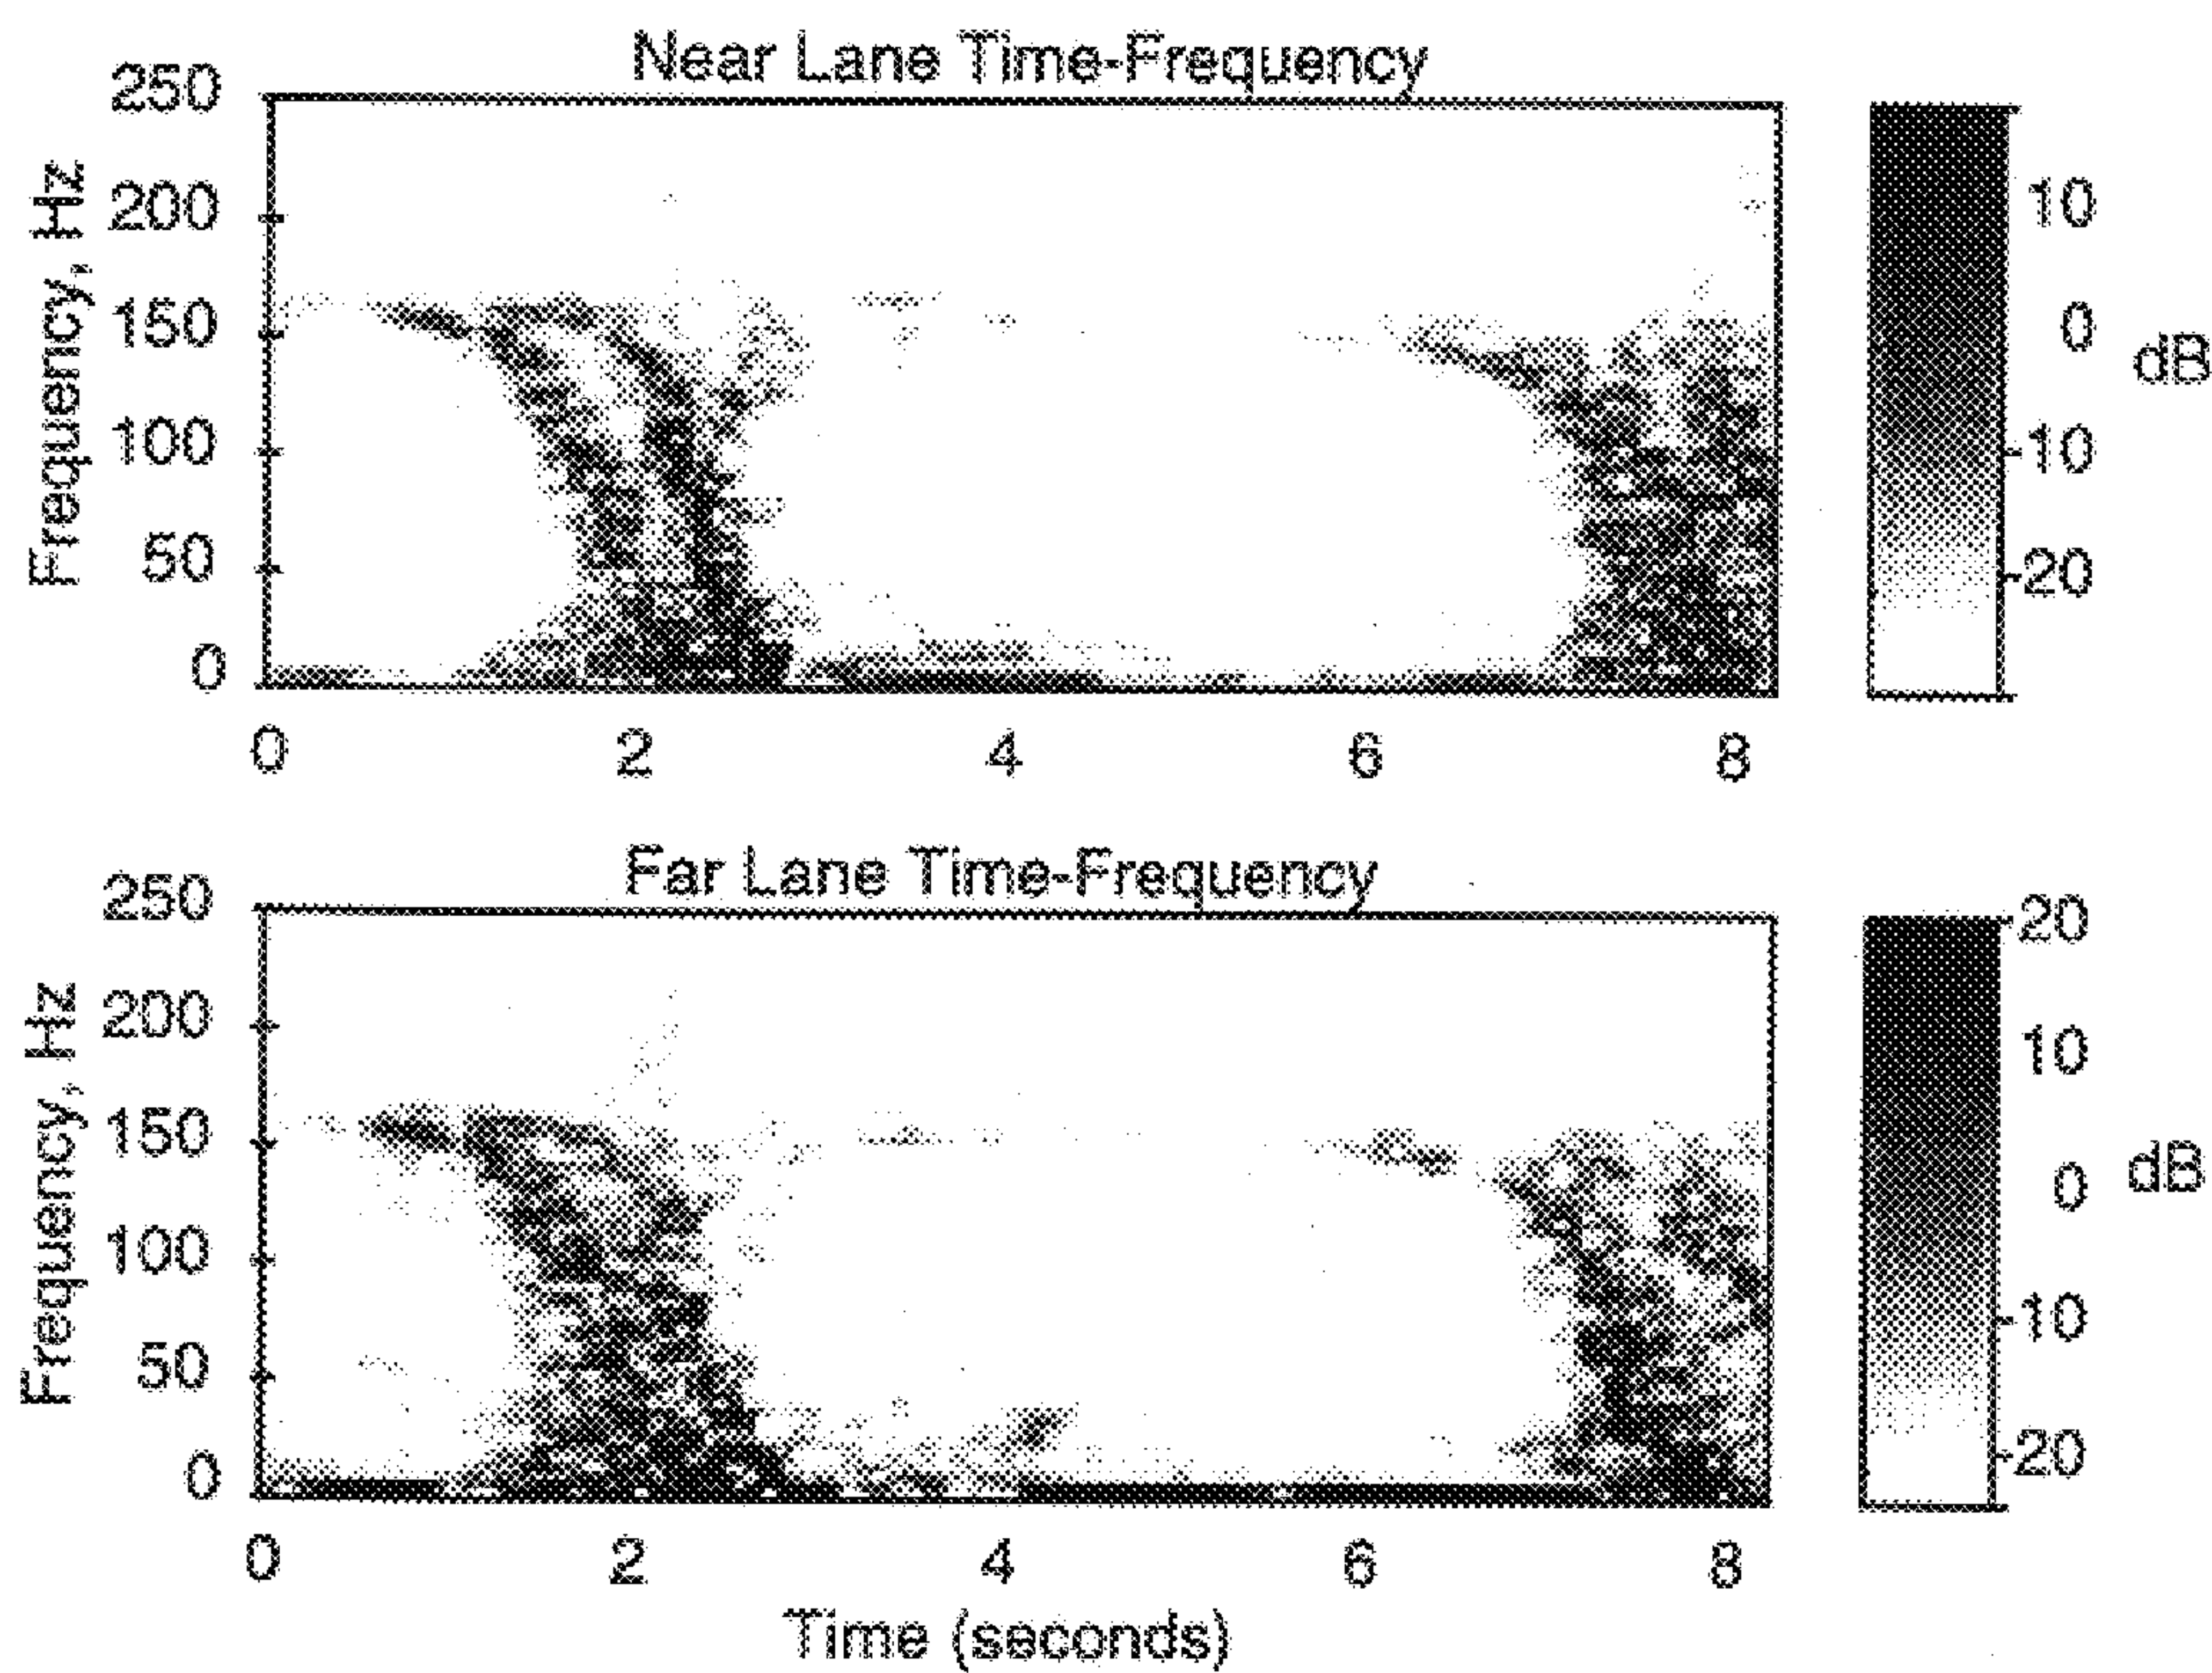 Near Lane Time-Frequency
250
200
150
100
50
0
Frequency, Hz
0 2 4 6 8
10
0
-10
-20
dB
Far Lane Time-Frequency
250
200
150
100
50
0
Frequency, Hz
0 2 4 6 8
Time (seconds)
20
10
0
-10
-20
dB